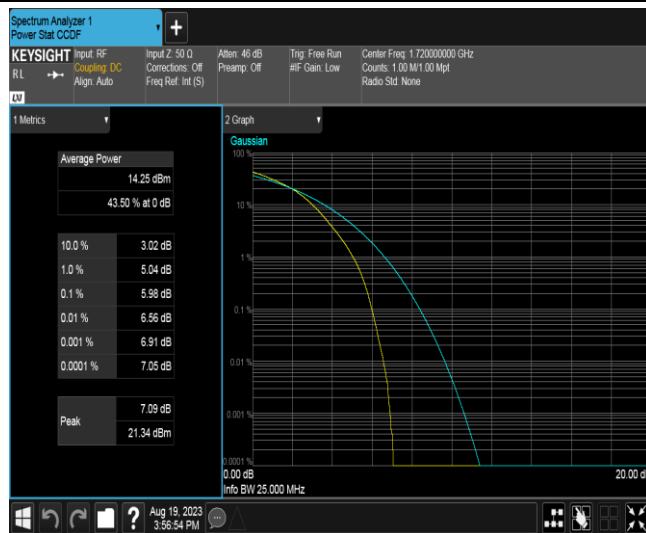 Spectrum Analyzer 1
Power Stat CCDF
+
KEYSIGHT Input: RF Input Z: 50 Ω Atten: 46 dB Trig: Free Run Center Freq: 1.720000000 GHz
RL Coupling: DC Corrections: Off Preamp: Off #IF Gain: Low Counts: 1.00 M/1.00 Mpt
Align: Auto Freq Ref: Int (S) Radio Std: None
LXI
1 Metrics
Average Power
14.25 dBm
43.50 % at 0 dB
10.0 % 3.02 dB
1.0 % 5.04 dB
0.1 % 5.98 dB
0.01 % 6.56 dB
0.001 % 6.91 dB
0.0001 % 7.05 dB
Peak 7.09 dB
21.34 dBm
2 Graph
Gaussian
100 %
10 %
1 %
0.1 %
0.01 %
0.001 %
0.0001 %
0.00 dB 20.00 d
Info BW 25.000 MHz
? Aug 19, 2023
3:56:54 PM